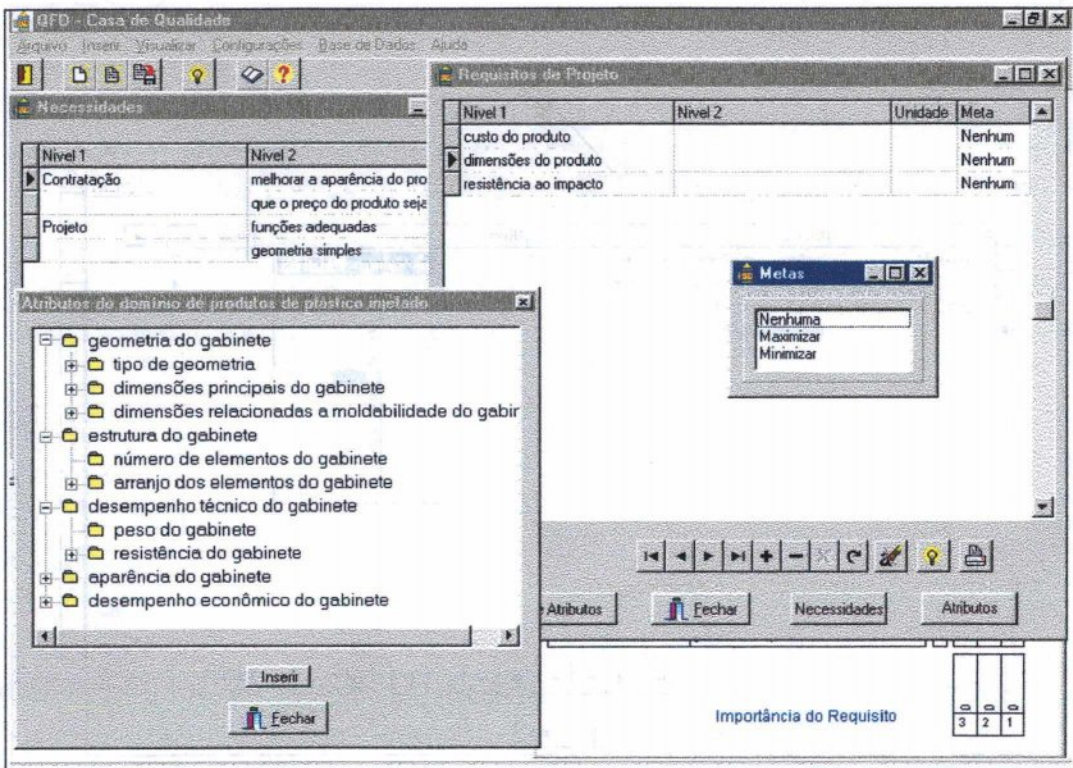 QFD - Casa de Qualidade
Arquivo Inserir Visualizar Configurações Base de Dados Ajuda
Necessidades
Nivel 1 Nivel 2
Contratação melhorar a aparência do pro
que o preço do produto seja
Projeto funções adequadas
geometria simples
Requisitos de Projeto
Nivel 1 Nivel 2 Unidade Meta
custo do produto Nenhum
dimensões do produto Nenhum
resistência ao impacto Nenhum
Metas
Nenhuma
Maximizar
Minimizar
Atributos do domínio de produtos de plástico injetado
geometria do gabinete
tipo de geometria
dimensões principais do gabinete
dimensões relacionadas a moldabilidade do gabir
estrutura do gabinete
número de elementos do gabinete
arranjo dos elementos do gabinete
desempenho técnico do gabinete
peso do gabinete
resistência do gabinete
aparência do gabinete
desempenho econômico do gabinete
Inserir
Fechar
e Atributos Fechar Necessidades Atributos
Importância do Requisito
3 2 1